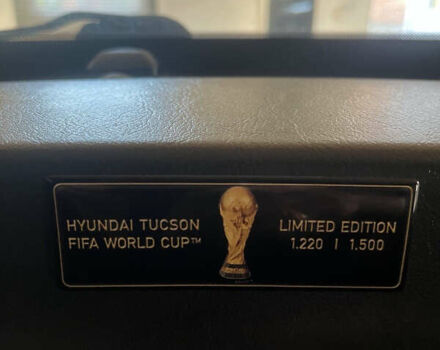 HYUNDAI TUCSON
FIFA WORLD CUP™
LIMITED EDITION
1.220 | 1.500